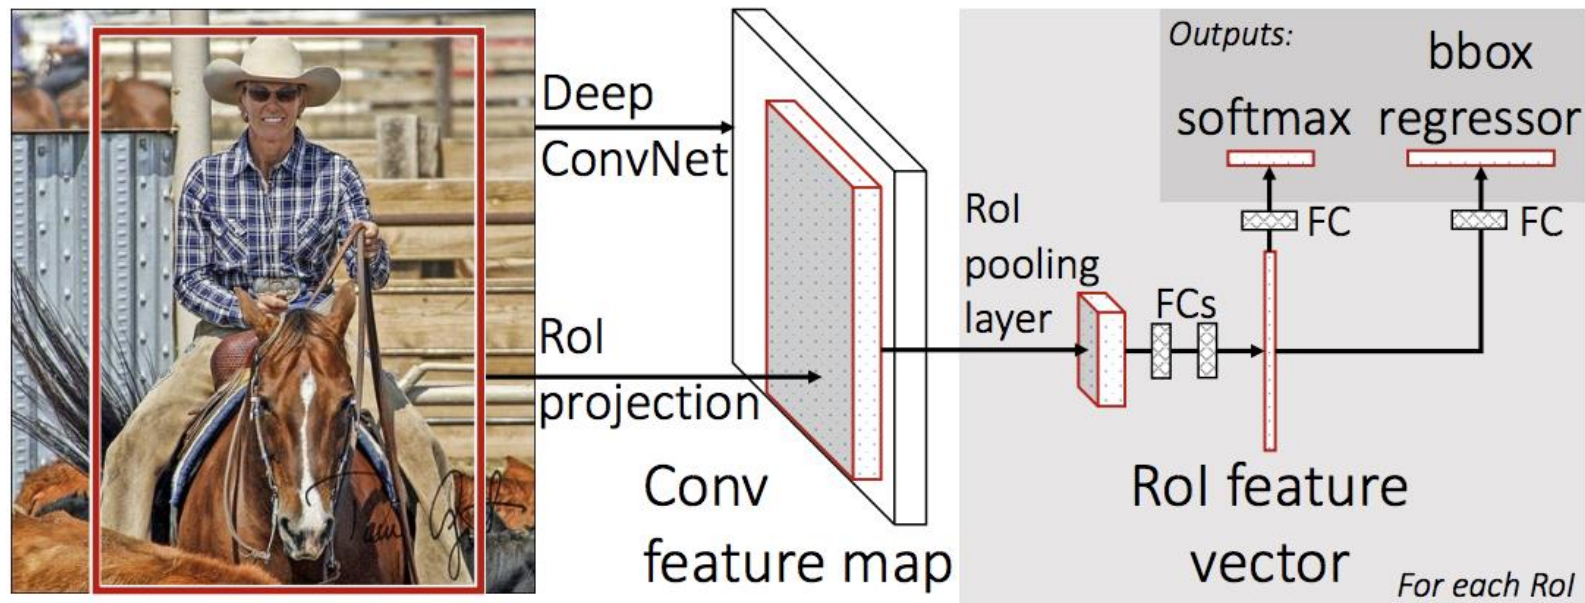 Deep
ConvNet
RoI
projection
Conv
feature map
RoI
pooling
layer
FCs
Outputs:
softmax
bbox
regressor
FC
FC
RoI feature
vector
For each RoI